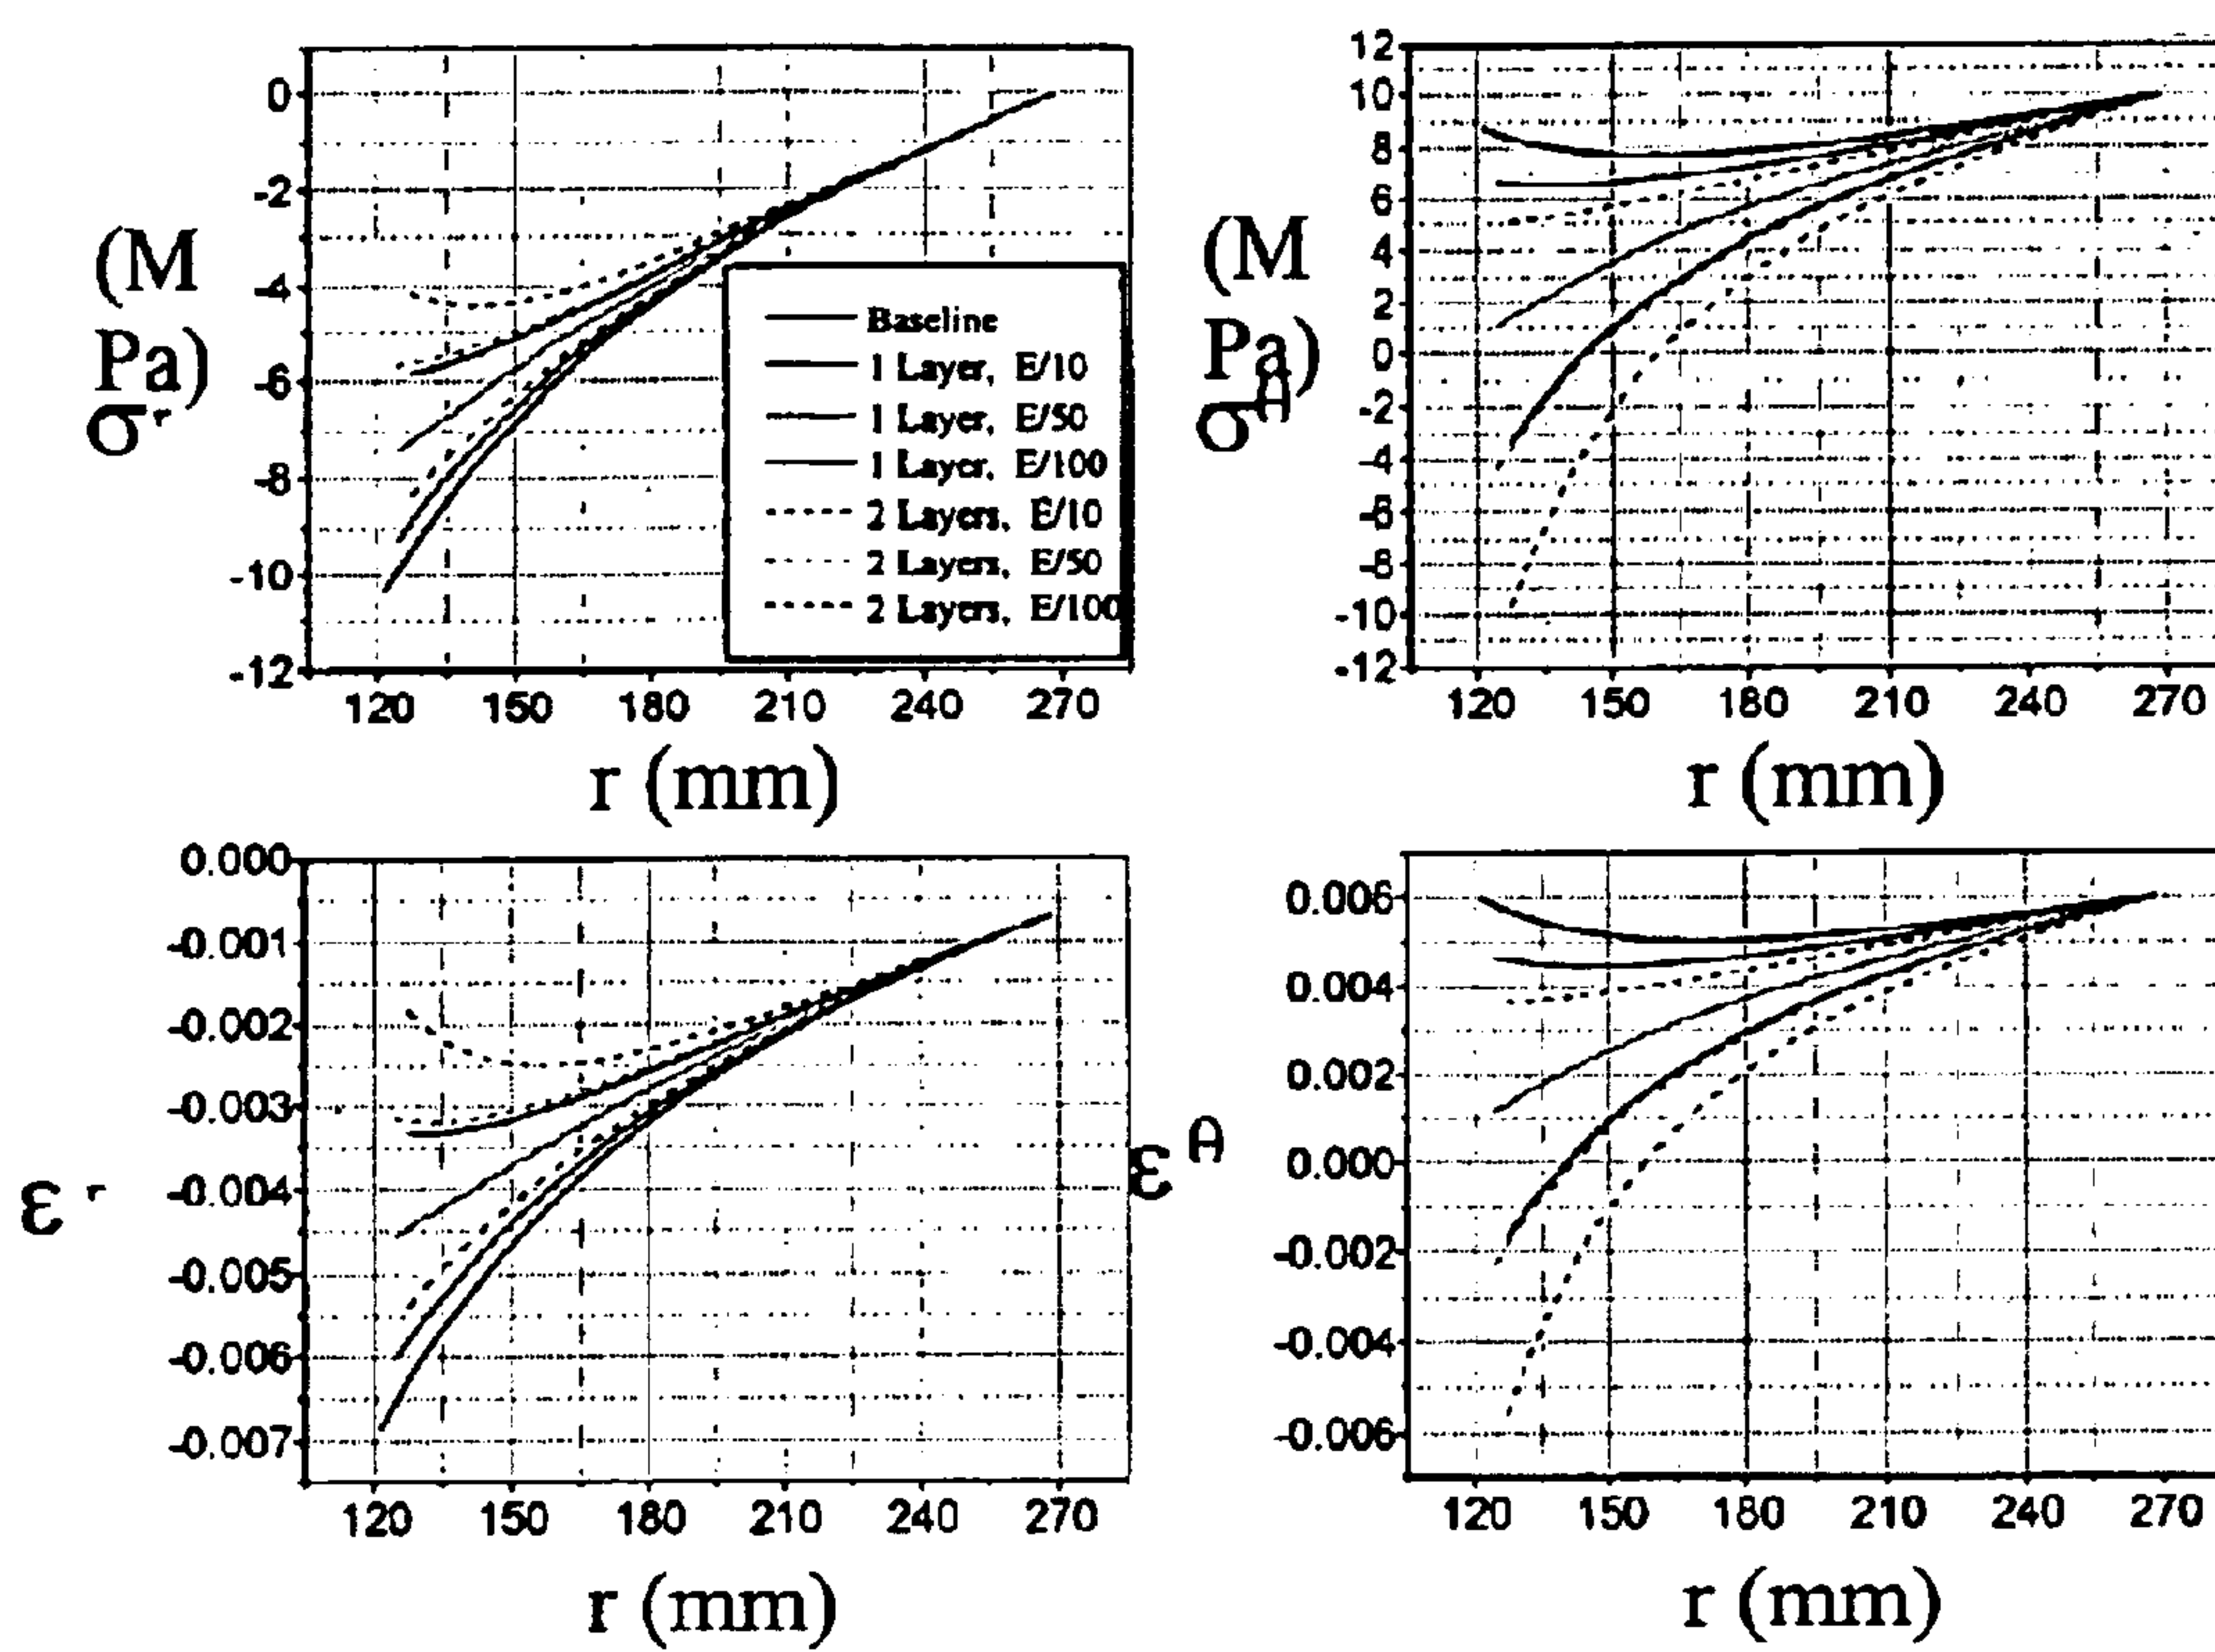 0
-2
-4
-6
-8
-10
-12
(M
Pa)
σr
Baseline
1 Layer, E/10
1 Layer, E/50
1 Layer, E/100
2 Layers, E/10
2 Layers, E/50
2 Layers, E/100
120 150 180 210 240 270
r (mm)
12
10
8
6
4
2
0
-2
-4
-6
-8
-10
-12
(M
Pa)
σθ
120 150 180 210 240 270
r (mm)
0.000
-0.001
-0.002
-0.003
-0.004
-0.005
-0.006
-0.007
ε r
120 150 180 210 240 270
r (mm)
0.006
0.004
0.002
0.000
-0.002
-0.004
-0.006
εθ
120 150 180 210 240 270
r (mm)